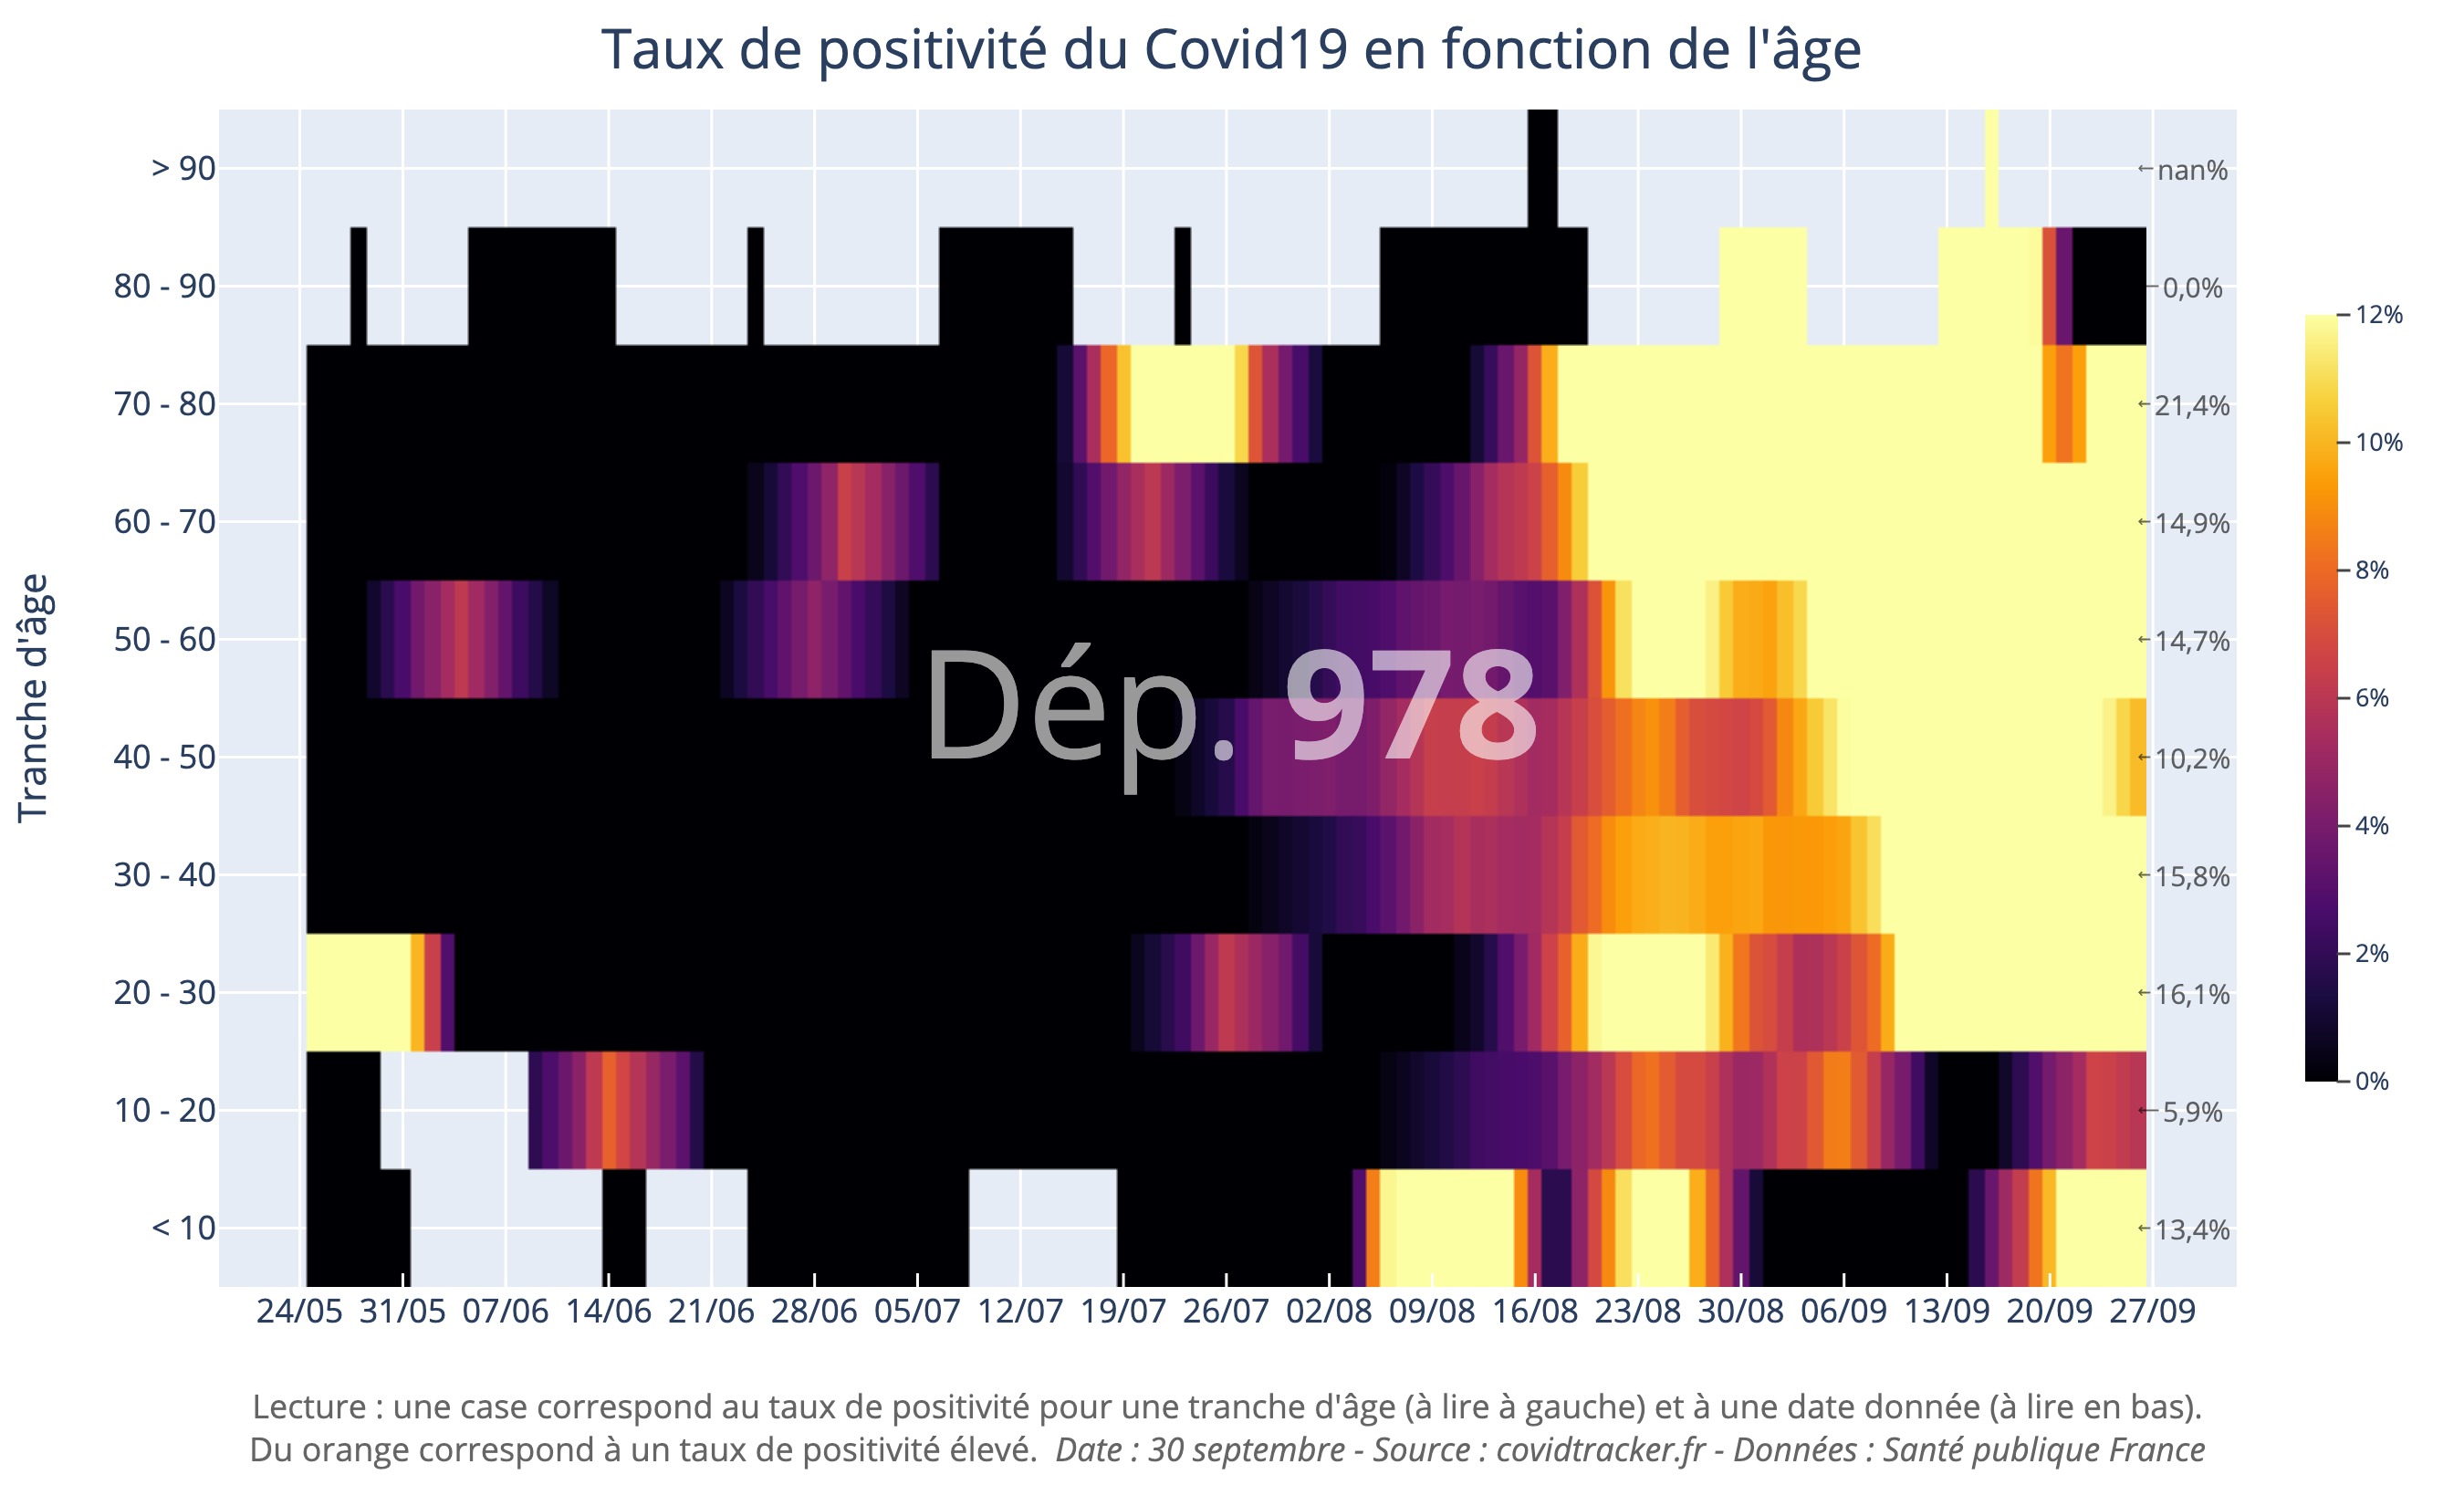 Taux de positivité du Covid19 en fonction de l'âge
> 90
80 - 90
70 - 80
60 - 70
50 - 60
40 - 50
30 - 40
20 - 30
10 - 20
< 10
Tranche d'âge
Dép. 978
←nan%
←0,0%
←21,4%
←14,9%
←14,7%
←10,2%
←15,8%
←16,1%
←5,9%
←13,4%
12%
10%
8%
6%
4%
2%
0%
24/05 31/05 07/06 14/06 21/06 28/06 05/07 12/07 19/07 26/07 02/08 09/08 16/08 23/08 30/08 06/09 13/09 20/09 27/09
Lecture : une case correspond au taux de positivité pour une tranche d'âge (à lire à gauche) et à une date donnée (à lire en bas).
Du orange correspond à un taux de positivité élevé. Date : 30 septembre - Source : covidtracker.fr - Données : Santé publique France